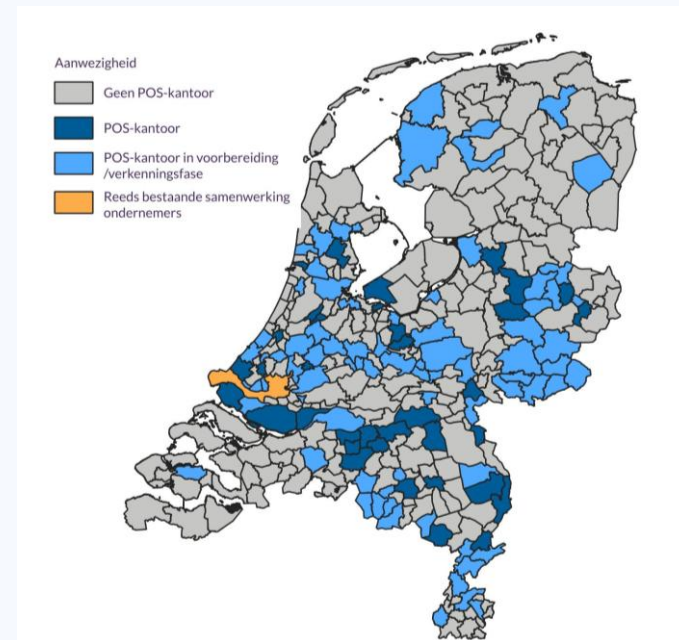 Aanwezigheid
Geen POS-kantoor
POS-kantoor
POS-kantoor in voorbereiding
/verkenningsfase
Reeds bestaande samenwerking
ondernemers